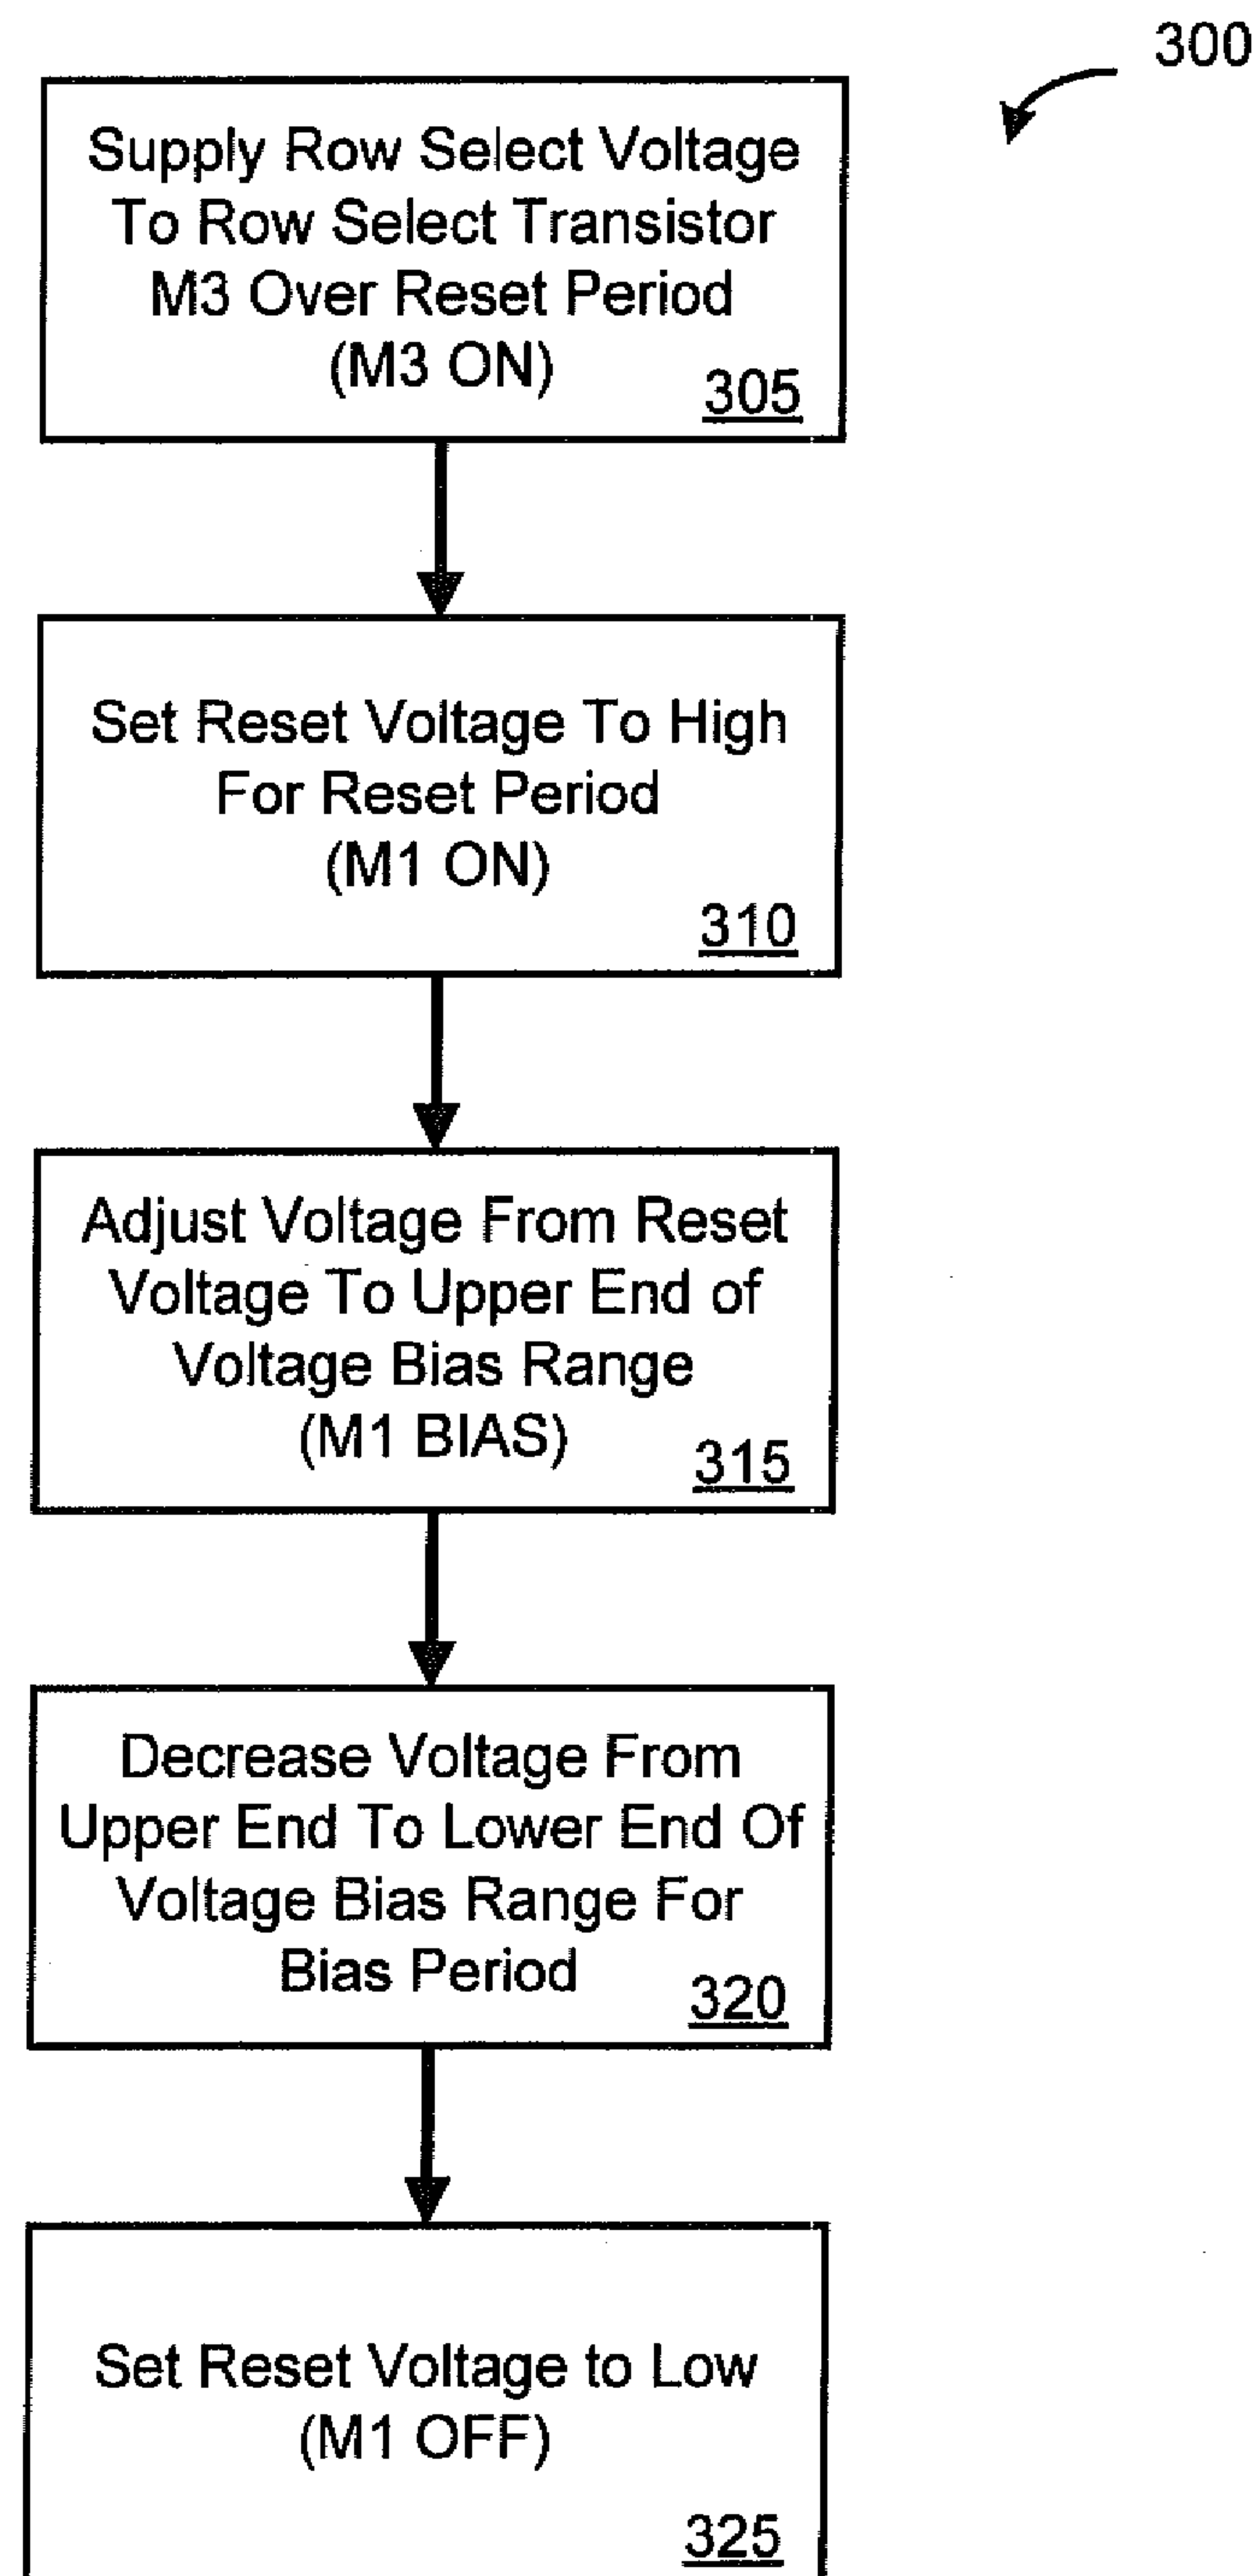 300
Supply Row Select Voltage
To Row Select Transistor
M3 Over Reset Period
(M3 ON)
305
Set Reset Voltage To High
For Reset Period
(M1 ON)
310
Adjust Voltage From Reset
Voltage To Upper End of
Voltage Bias Range
(M1 BIAS)
315
Decrease Voltage From
Upper End To Lower End Of
Voltage Bias Range For
Bias Period
320
Set Reset Voltage to Low
(M1 OFF)
325